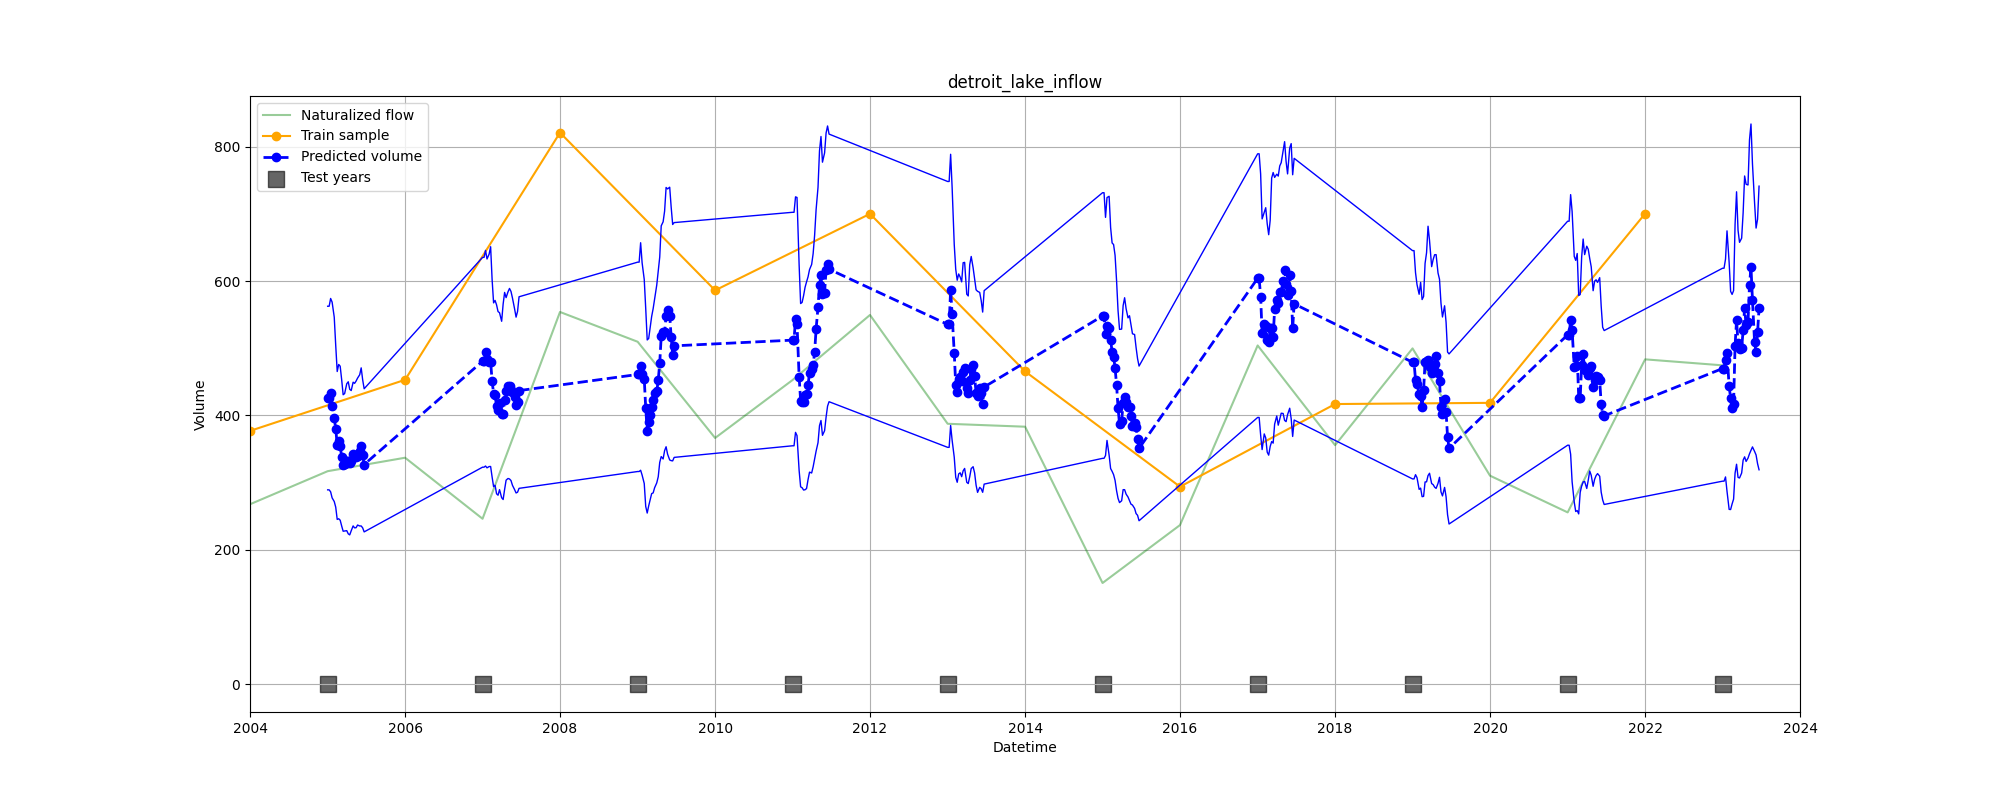 detroit_lake_inflow
Naturalized flow
Train sample
Predicted volume
Test years
Volume
800
600
400
200
0
2004 2006 2008 2010 2012 2014 2016 2018 2020 2022 2024
Datetime